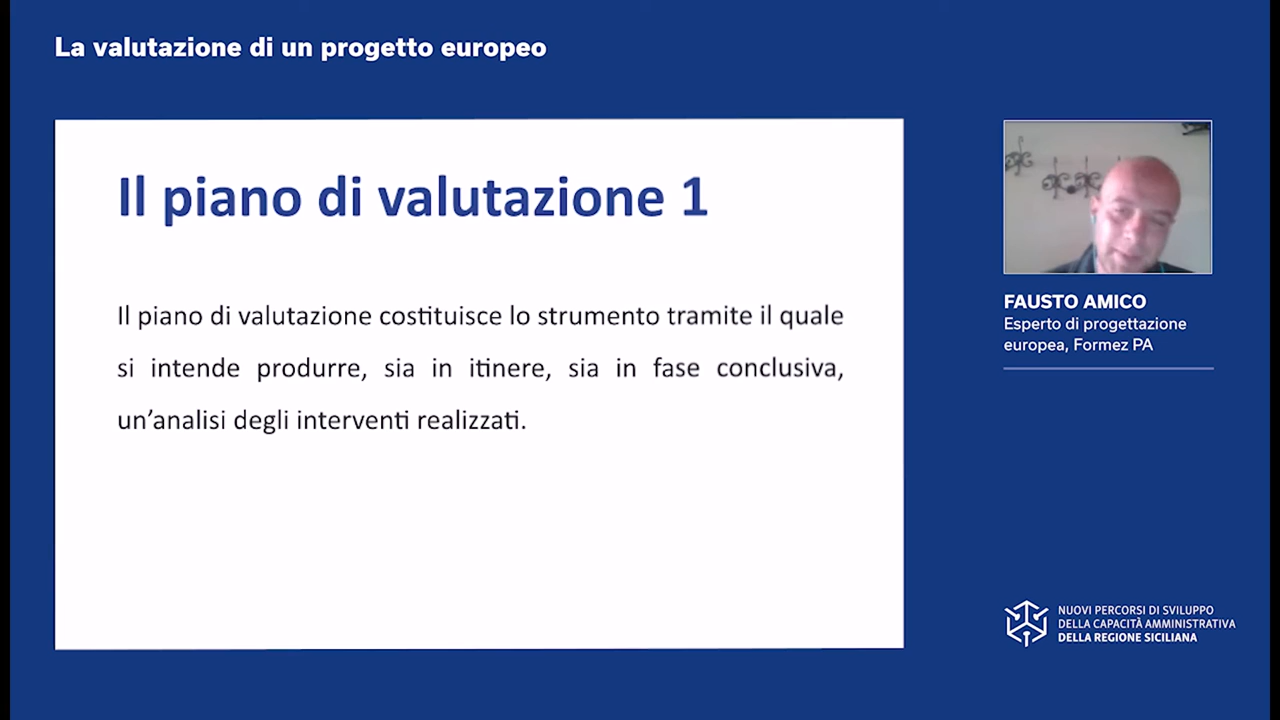 La valutazione di un progetto europeo
Il piano di valutazione 1
Il piano di valutazione costituisce lo strumento tramite il quale
si intende produrre, sia in itinere, sia in fase conclusiva,
un’analisi degli interventi realizzati.
FAUSTO AMICO
Esperto di progettazione
europea, Formez PA
NUOVI PERCORSI DI SVILUPPO
DELLA CAPACITÀ AMMINISTRATIVA
DELLA REGIONE SICILIANA